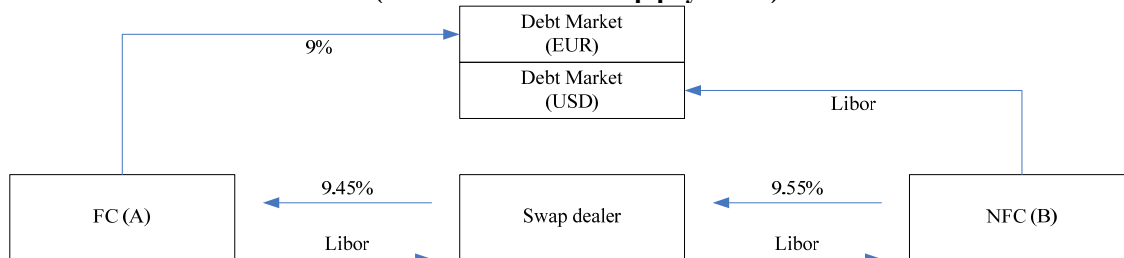 Debt Market
(EUR)
9%
Debt Market
(USD)
Libor
9.45%
9.55%
FC (A)
Swap dealer
NFC (B)
Libor
Libor